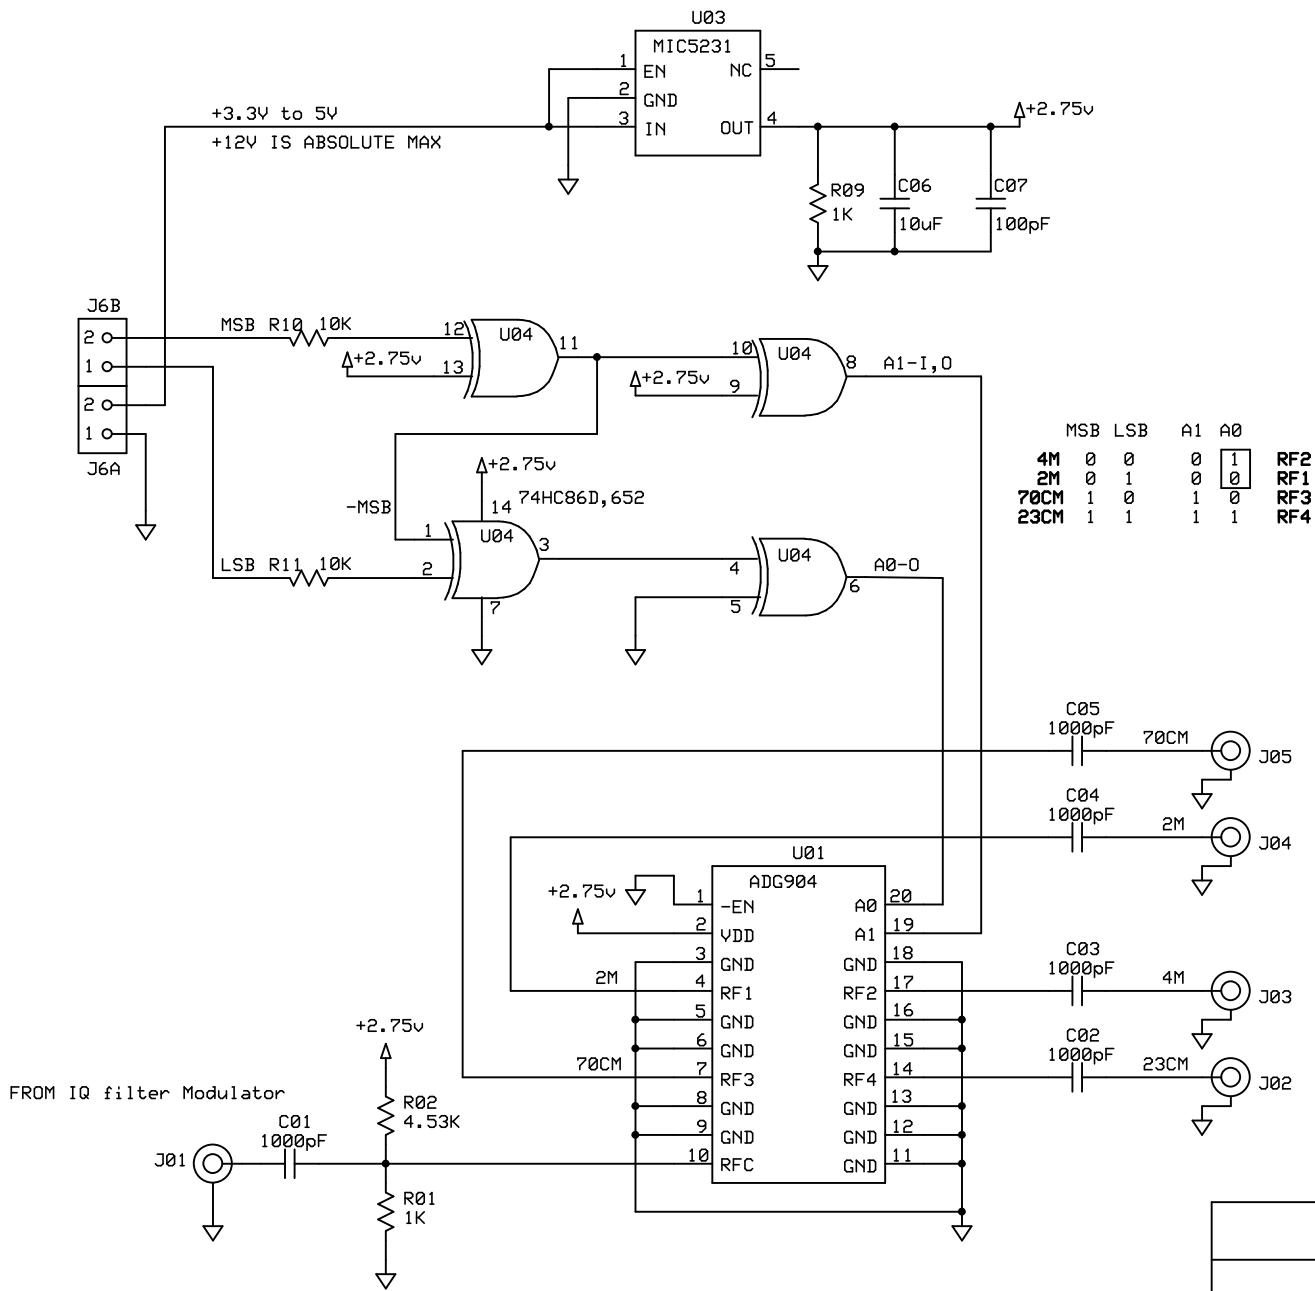 U03
MIC5231
1 EN NC 5
2 GND
3 IN OUT 4
+3.3V to 5V
+12V IS ABSOLUTE MAX
+2.75v
R09
1K
C06
10uF
C07
100pF
J6B
2
1
2
1
J6A
MSB R10 10K
12
13
+2.75v
U04
11
10
9
+2.75v
U04
8
A1-I,O
-MSB
+2.75v
14
74HC86D,652
1
2
U04
3
7
LSB R11 10K
4
5
U04
6
A0-O
MSB LSB A1 A0
4M 0 0 0 1 RF2
2M 0 1 0 0 RF1
70CM 1 0 1 0 RF3
23CM 1 1 1 1 RF4
C05
1000pF
70CM
J05
C04
1000pF
2M
J04
U01
ADG904
+2.75v
1 -EN A0 20
2 VDD A1 19
3 GND GND 18
4 RF1 RF2 17
5 GND GND 16
6 GND GND 15
7 RF3 RF4 14
8 GND GND 13
9 GND GND 12
10 RFC GND 11
2M
70CM
C03
1000pF
4M
J03
C02
1000pF
23CM
J02
+2.75v
R02
4.53K
FROM IQ filter Modulator
C01
1000pF
J01
R01
1K